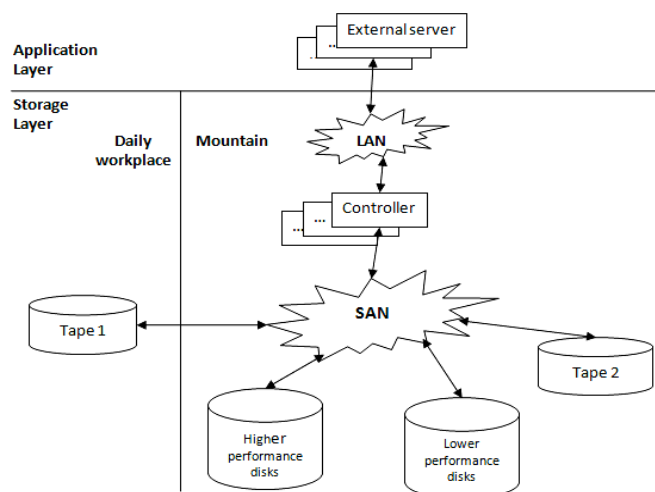 External server
...
Application
Layer
Storage
Layer
Daily
workplace
Mountain
LAN
Controller
...
...
SAN
Tape 1
Tape 2
Higher
performance
disks
Lower
performance
disks